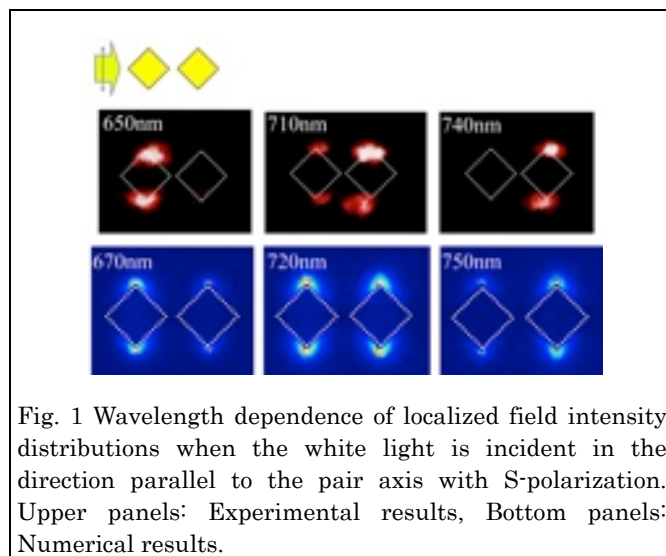 650nm 710nm 740nm
670nm 720nm 750nm
Fig. 1 Wavelength dependence of localized field intensity
distributions when the white light is incident in the
direction parallel to the pair axis with S-polarization.
Upper panels: Experimental results, Bottom panels:
Numerical results.